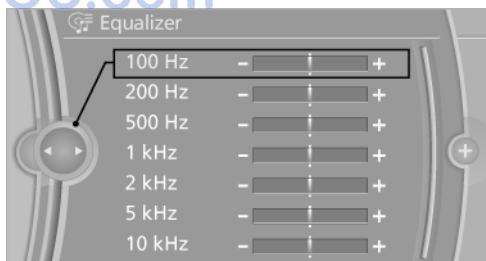 Equalizer
100 Hz - +
200 Hz - +
500 Hz - +
1 kHz - +
2 kHz - +
5 kHz - +
10 kHz - +
+